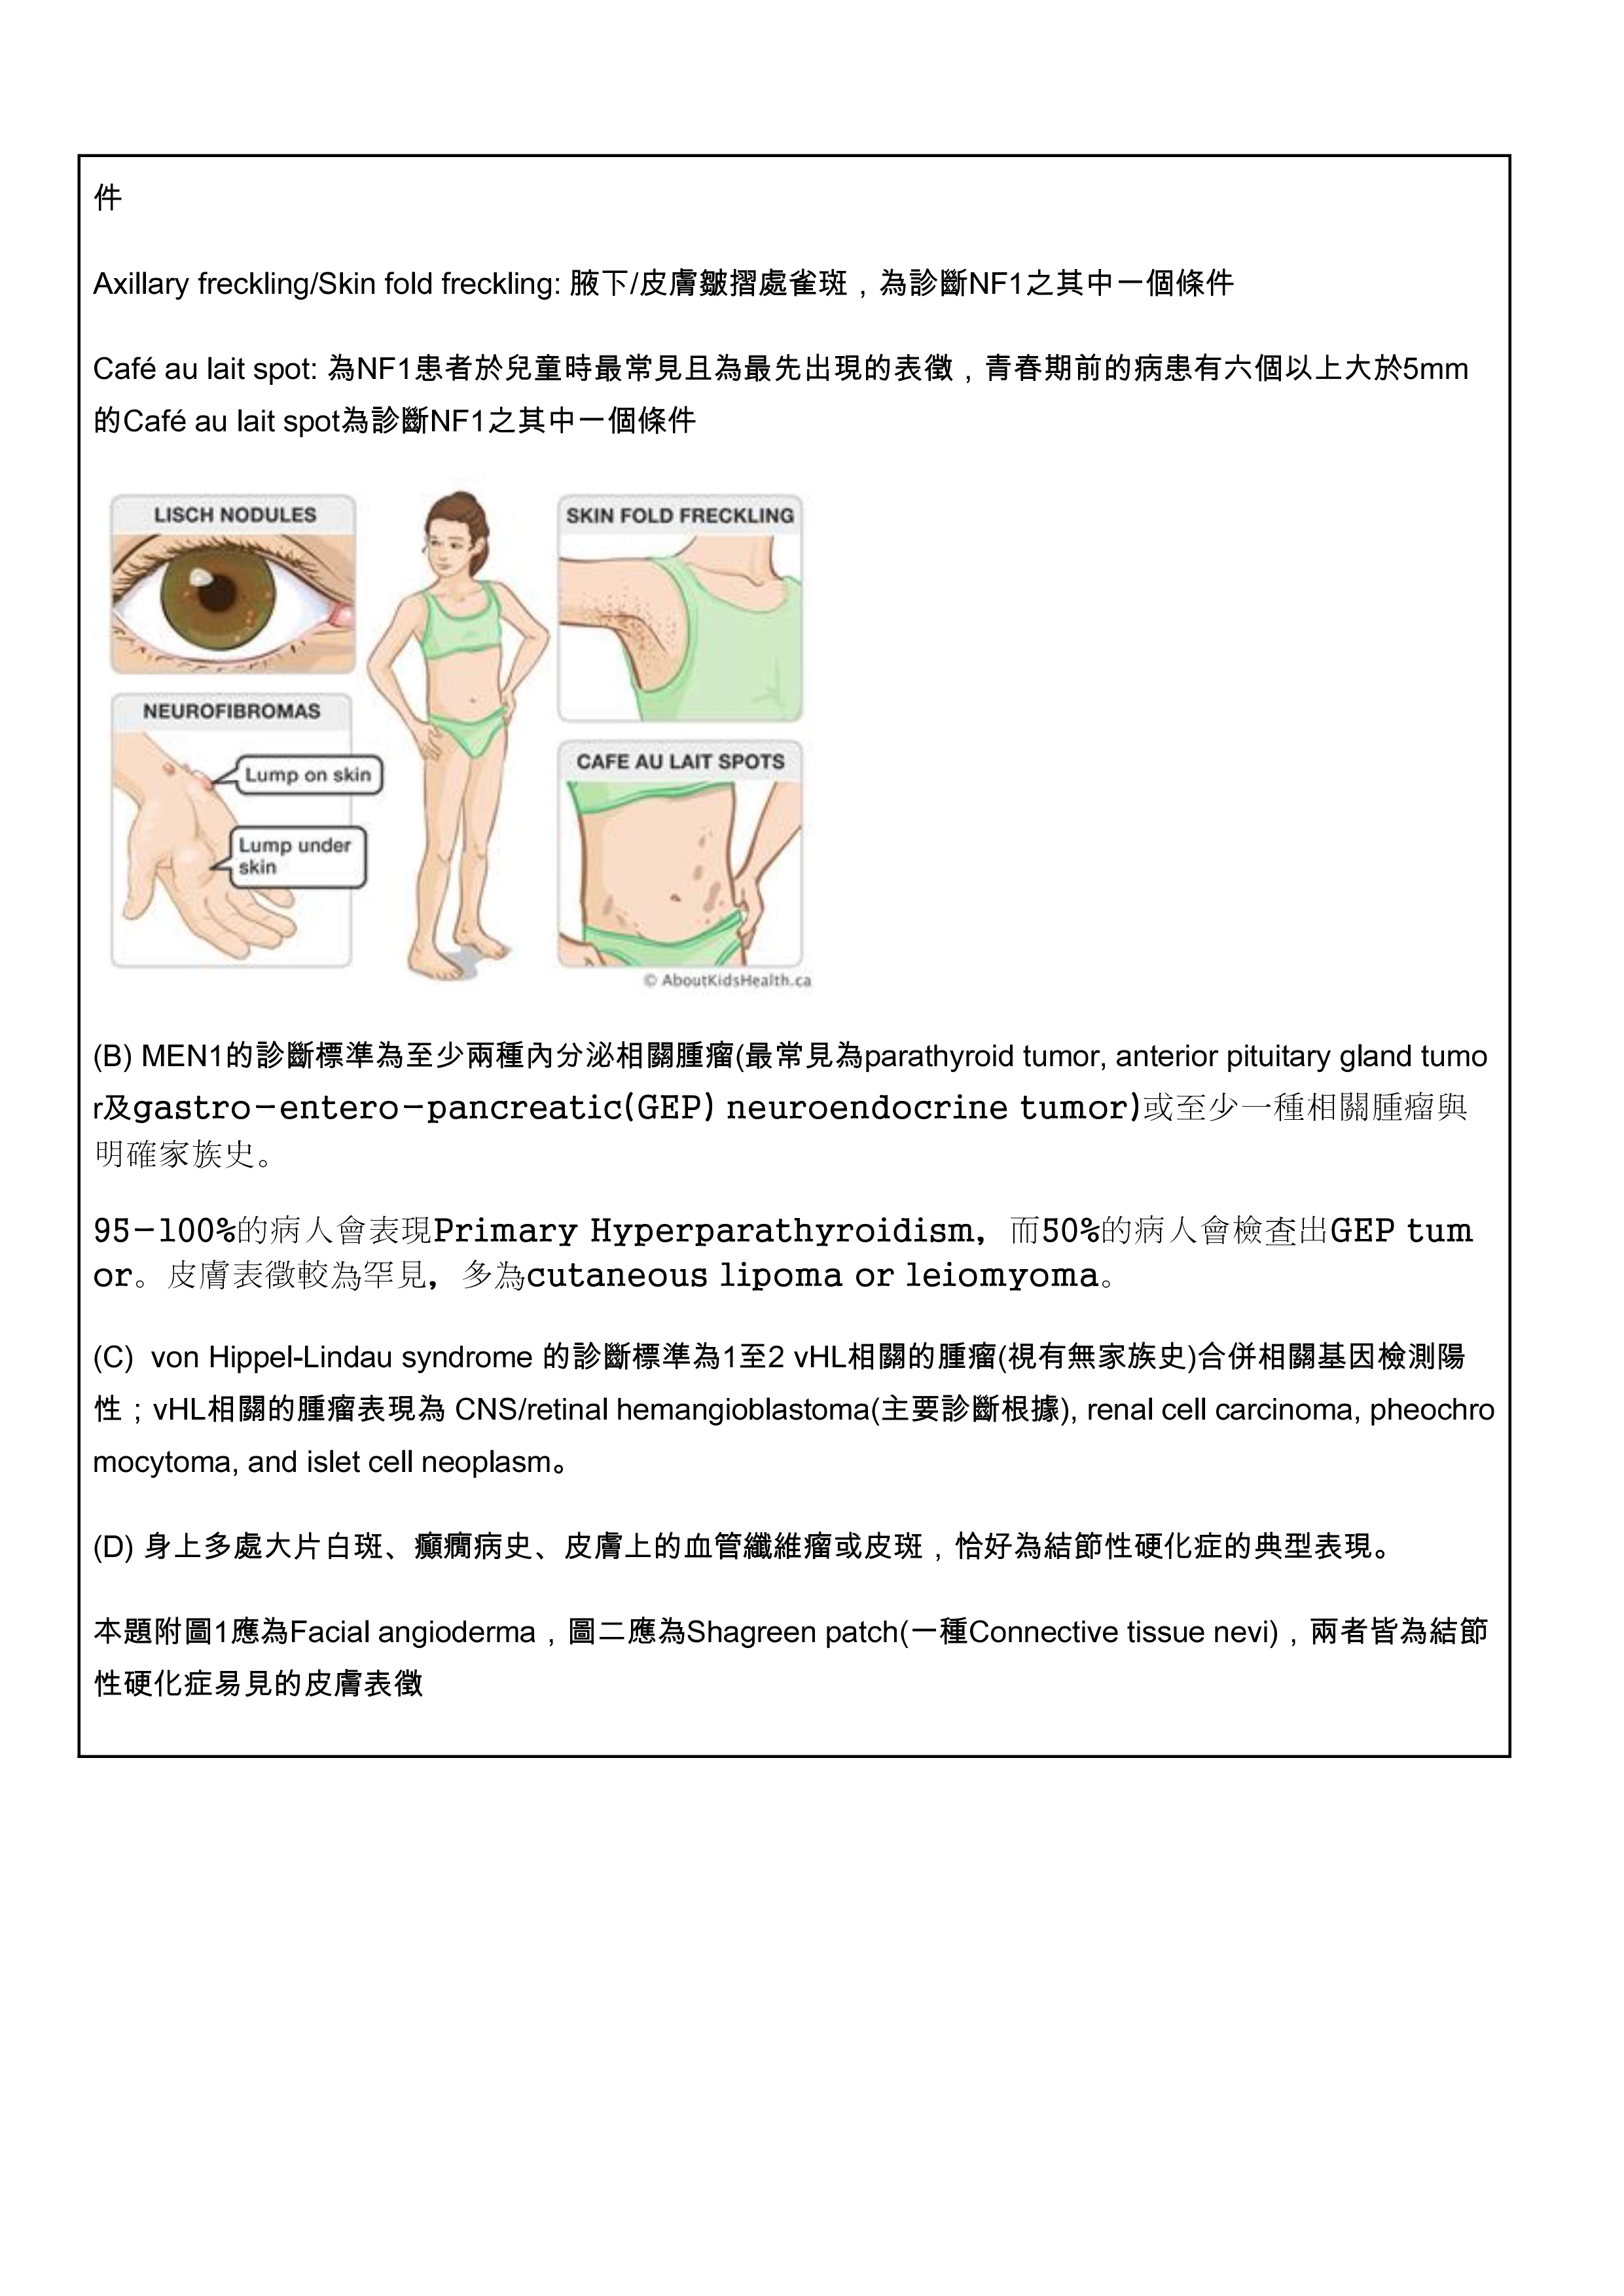 件
Axillary freckling/Skin fold freckling: 腋下/皮膚皺摺處雀斑，為診斷NF1之其中一個條件
Café au lait spot: 為NF1患者於兒童時最常見且為最先出現的表徵，青春期前的病患有六個以上大於5mm
的Café au lait spot為診斷NF1之其中一個條件
LISCH NODULES
SKIN FOLD FRECKLING
NEUROFIBROMAS
Lump on skin
Lump under
skin
CAFE AU LAIT SPOTS
© AboutKidsHealth.ca
(B) MEN1的診斷標準為至少兩種內分泌相關腫瘤(最常見為parathyroid tumor, anterior pituitary gland tumo
r及gastro-entero-pancreatic(GEP) neuroendocrine tumor)或至少一種相關腫瘤與
明確家族史。
95-100%的病人會表現Primary Hyperparathyroidism，而50%的病人會檢查出GEP tum
or。皮膚表徵較為罕見，多為cutaneous lipoma or leiomyoma。
(C)  von Hippel-Lindau syndrome 的診斷標準為1至2 vHL相關的腫瘤(視有無家族史)合併相關基因檢測陽
性；vHL相關的腫瘤表現為 CNS/retinal hemangioblastoma(主要診斷根據), renal cell carcinoma, pheochro
mocytoma, and islet cell neoplasm。
(D) 身上多處大片白斑、癲癇病史、皮膚上的血管纖維瘤或皮斑，恰好為結節性硬化症的典型表現。
本題附圖1應為Facial angioderma，圖二應為Shagreen patch(一種Connective tissue nevi)，兩者皆為結節
性硬化症易見的皮膚表徵